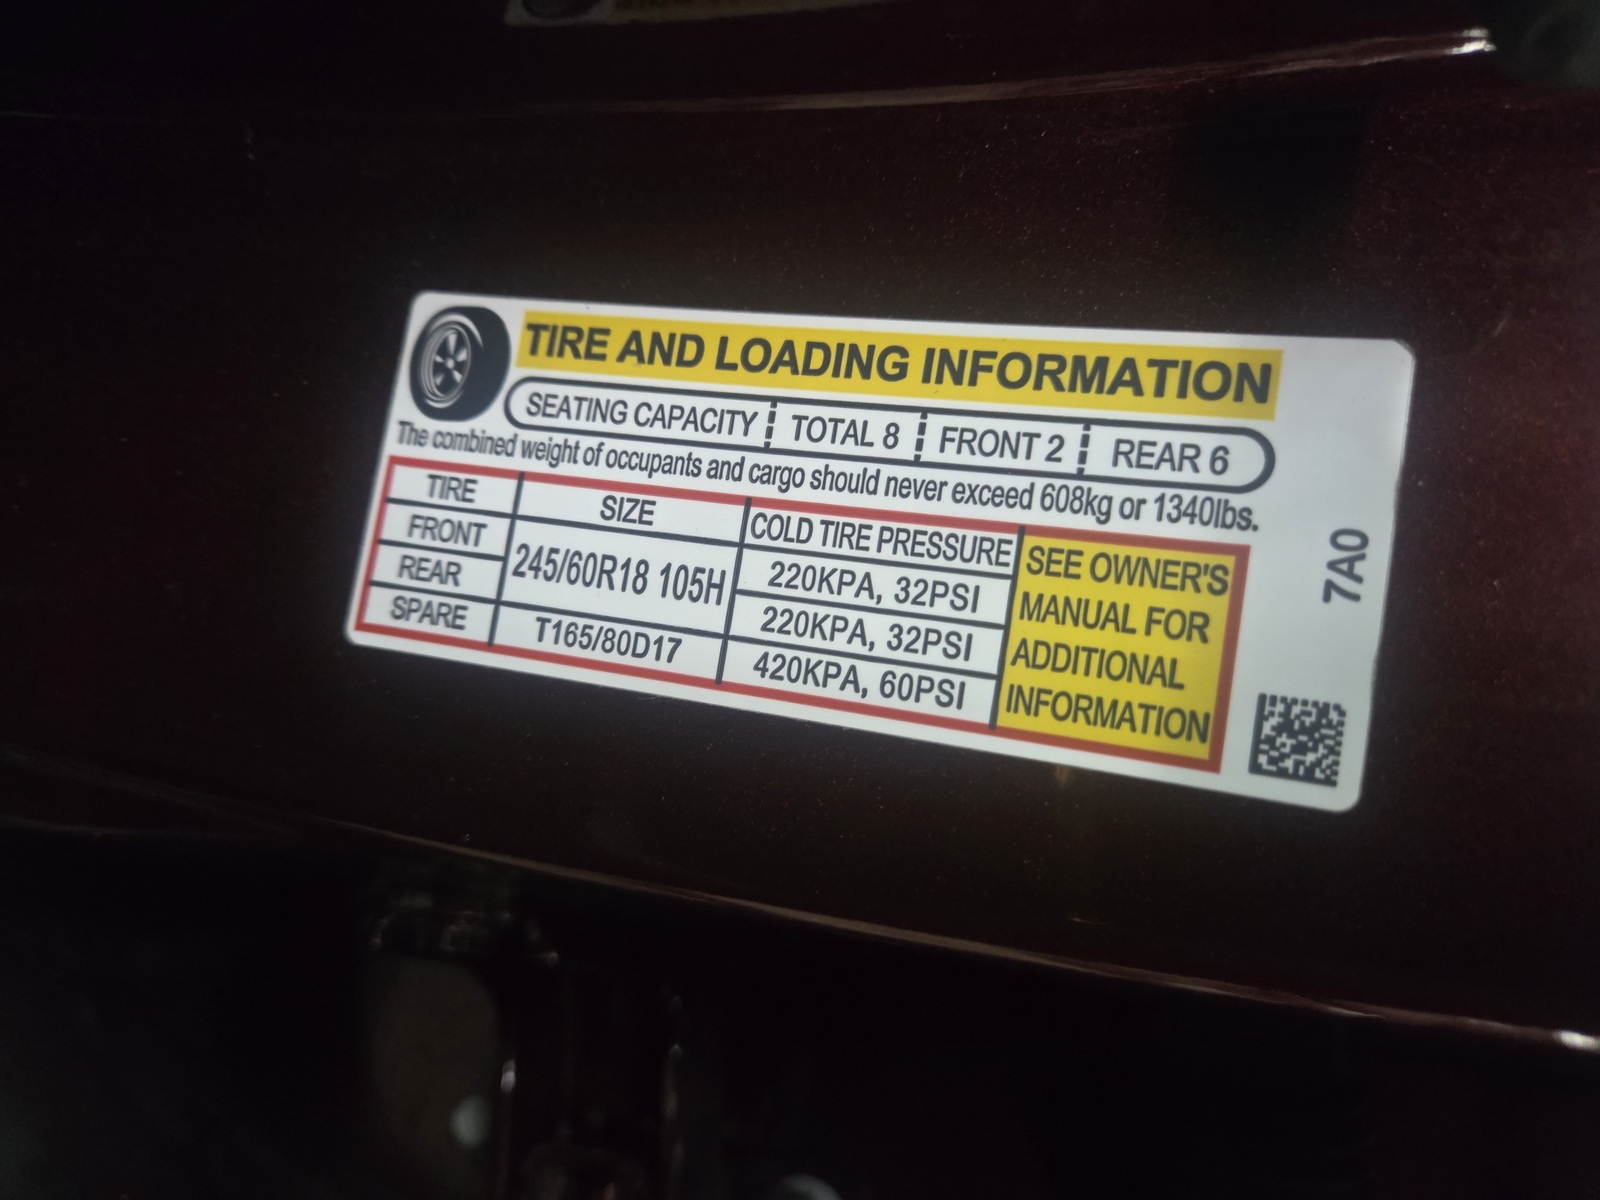 TIRE AND LOADING INFORMATION
SEATING CAPACITY TOTAL 8 FRONT 2 REAR 6
The combined weight of occupants and cargo should never exceed 608kg or 1340lbs.
TIRE SIZE COLD TIRE PRESSURE
FRONT 245/60R18 105H 220KPA, 32PSI
REAR 220KPA, 32PSI
SPARE T165/80D17 420KPA, 60PSI
SEE OWNER'S
MANUAL FOR
ADDITIONAL
INFORMATION
7A0